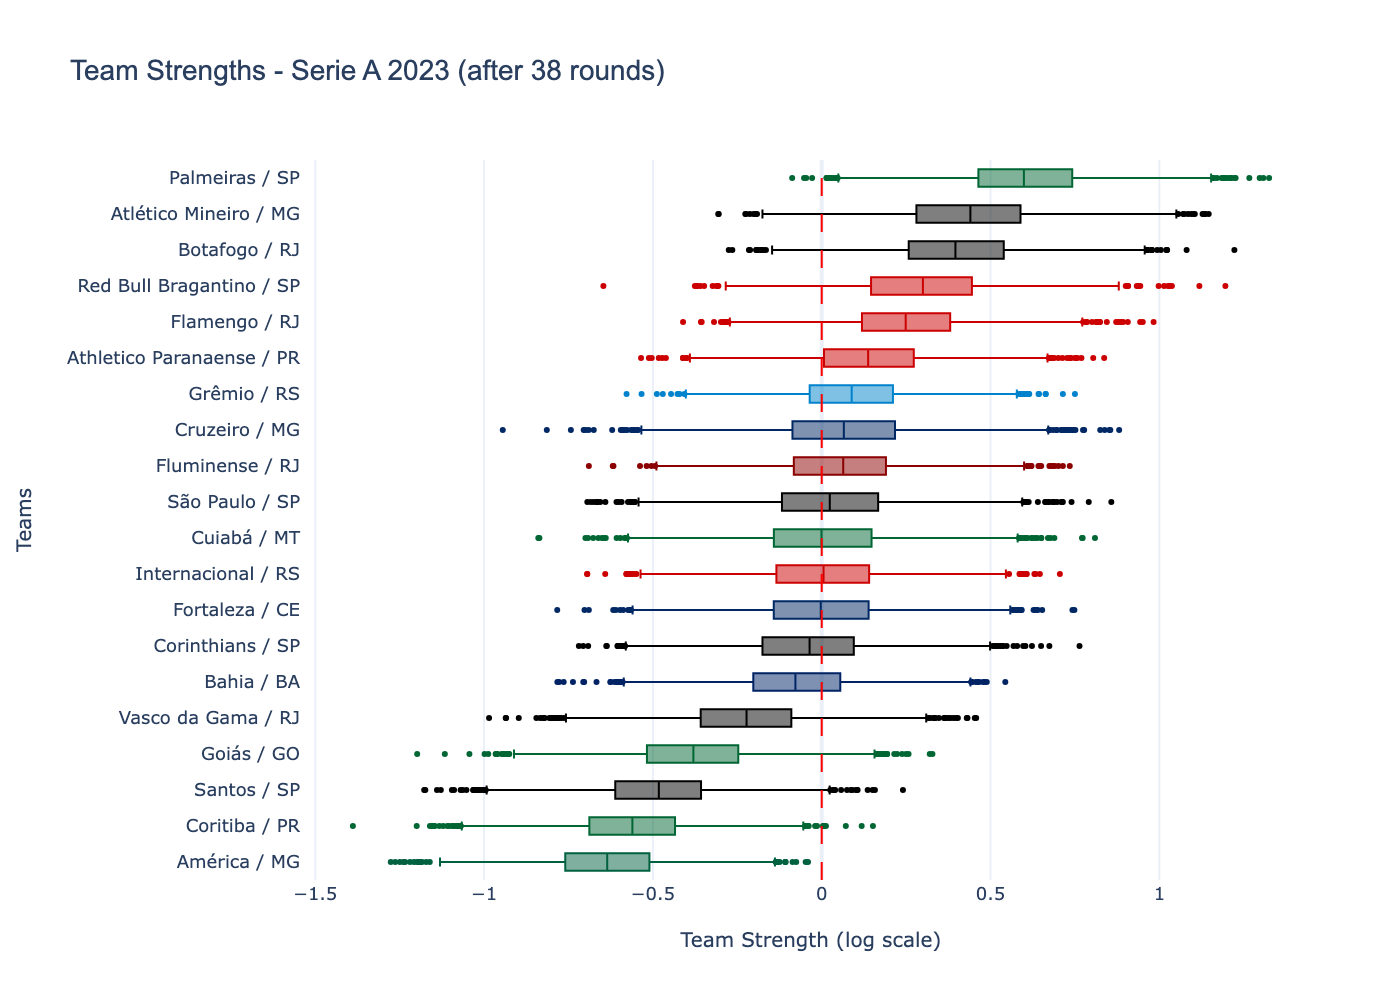 Team Strengths - Serie A 2023 (after 38 rounds)
Teams
Palmeiras / SP
Atlético Mineiro / MG
Botafogo / RJ
Red Bull Bragantino / SP
Flamengo / RJ
Athletico Paranaense / PR
Grêmio / RS
Cruzeiro / MG
Fluminense / RJ
São Paulo / SP
Cuiabá / MT
Internacional / RS
Fortaleza / CE
Corinthians / SP
Bahia / BA
Vasco da Gama / RJ
Goiás / GO
Santos / SP
Coritiba / PR
América / MG
−1.5 −1 −0.5 0 0.5 1
Team Strength (log scale)